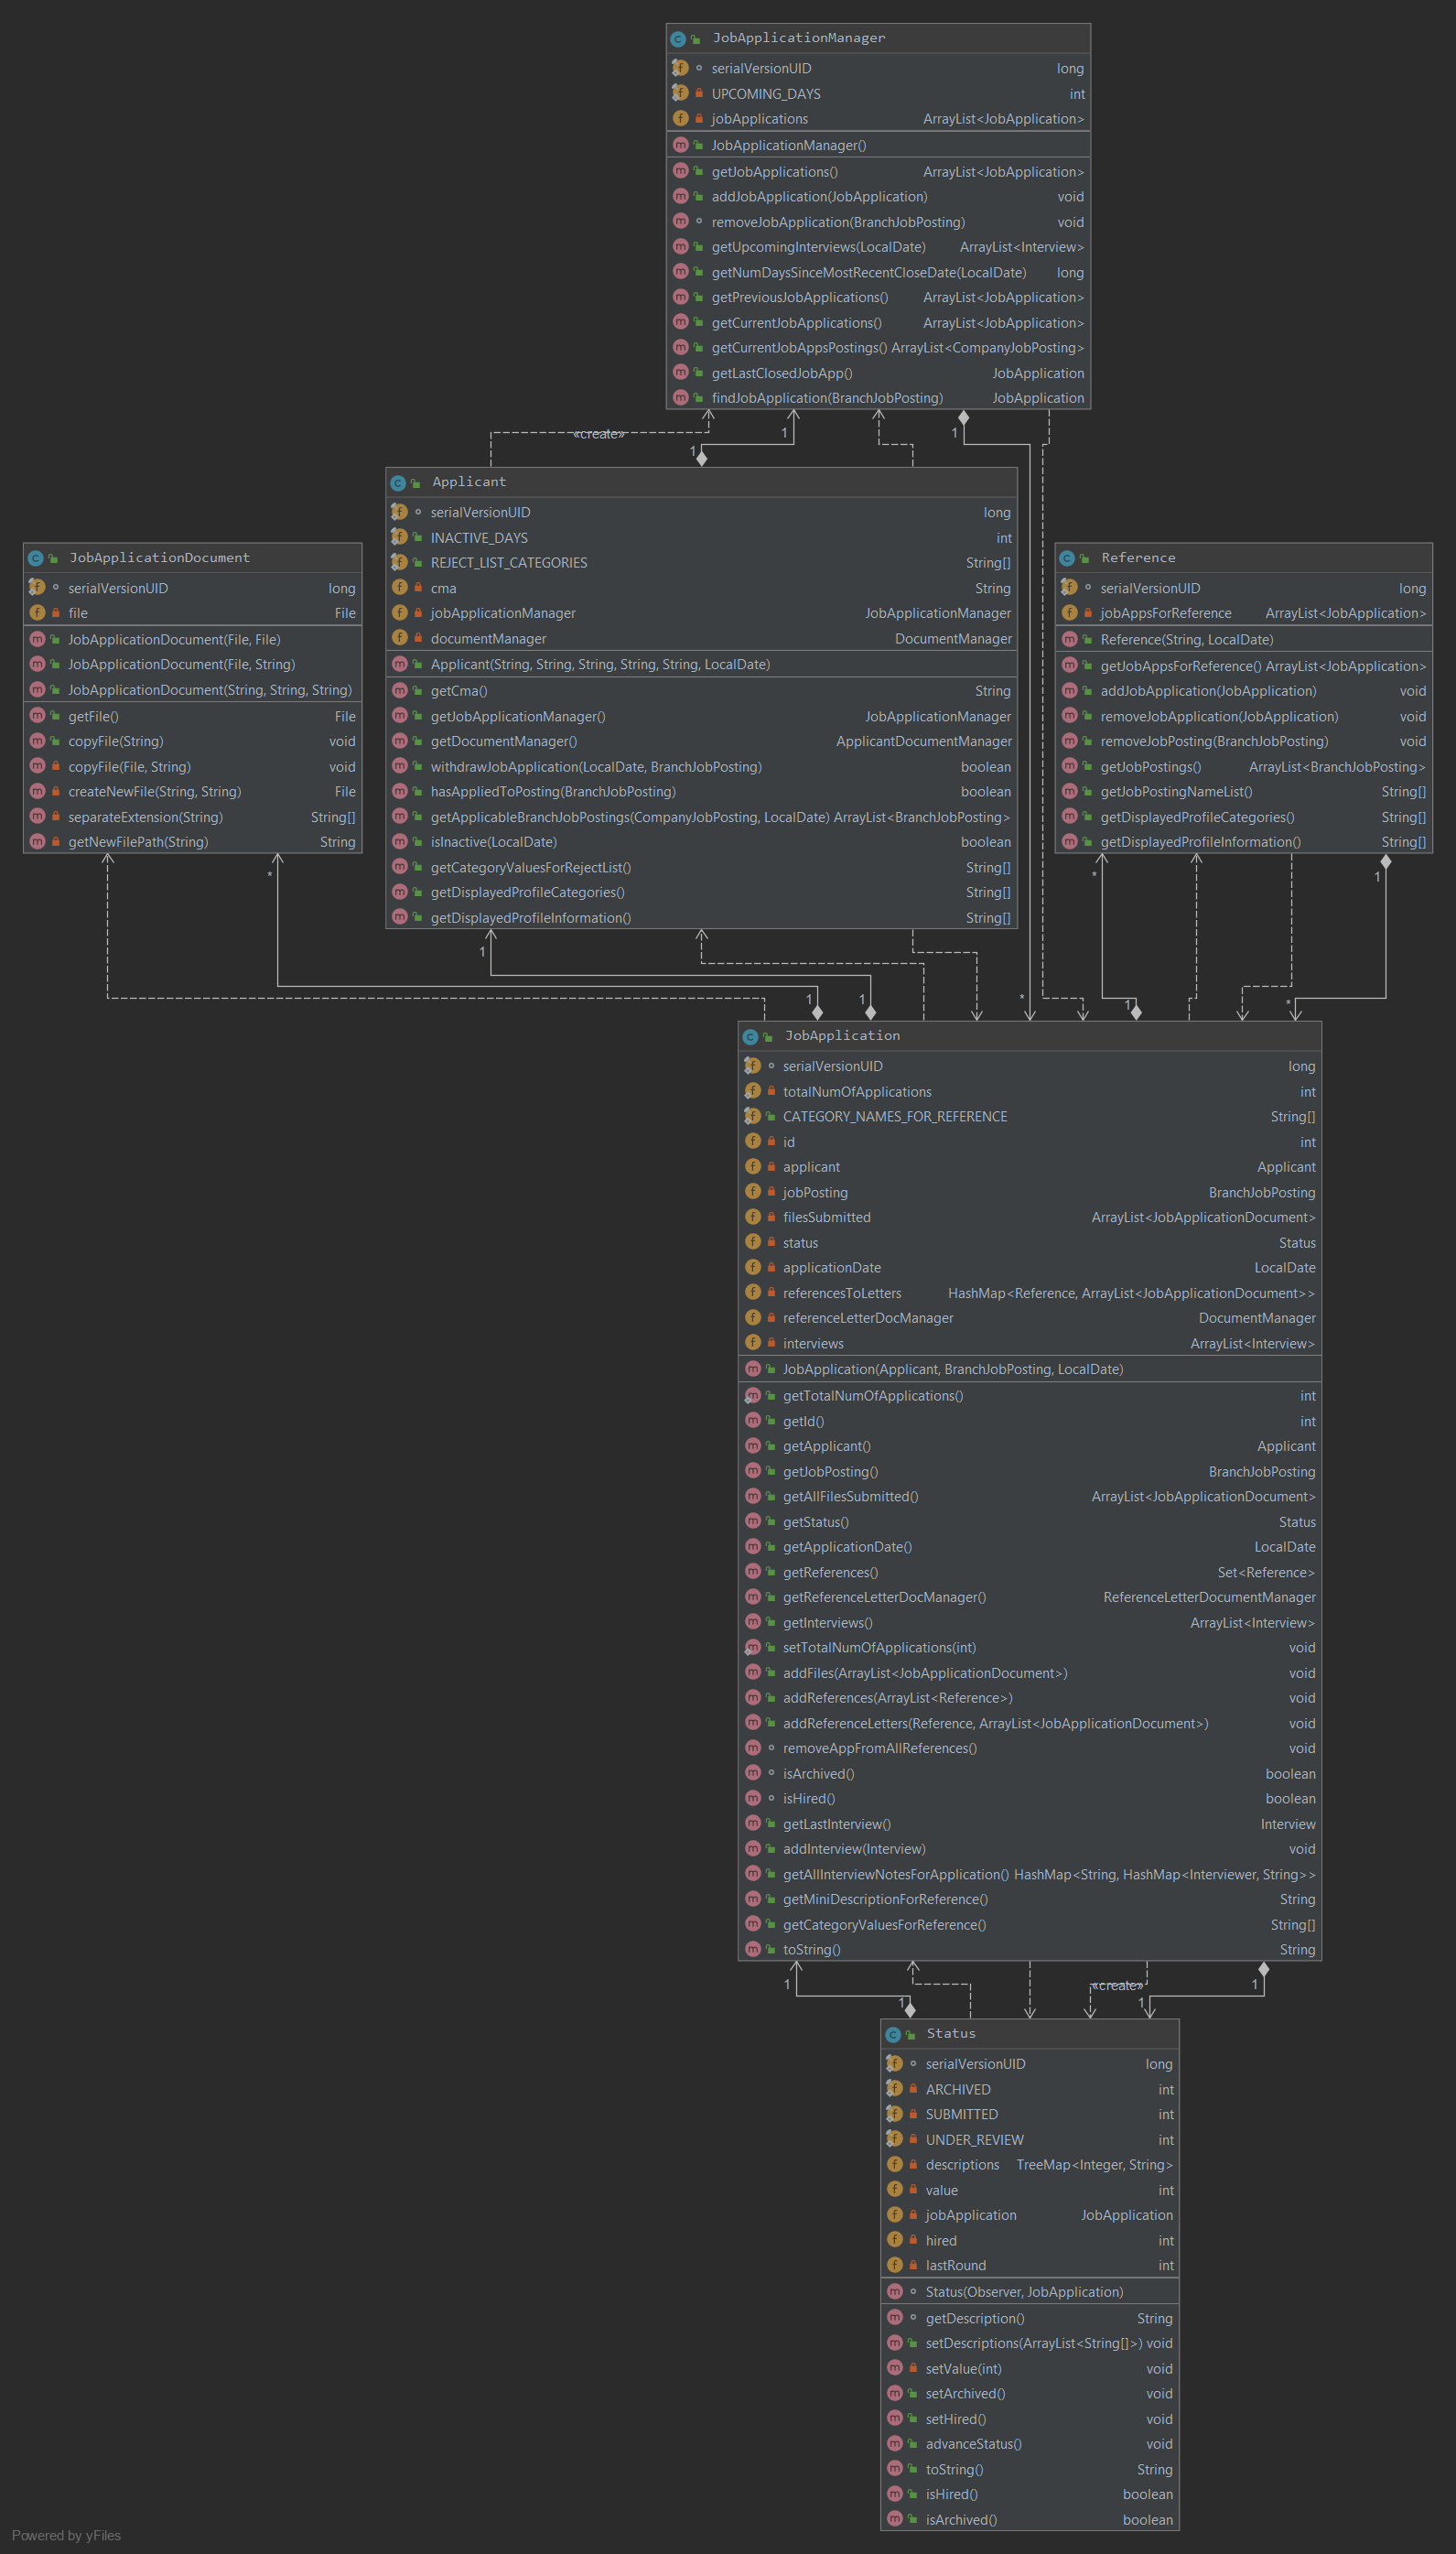 JobApplicationManager
serialVersionUID long
UPCOMING_DAYS int
jobApplications ArrayList<JobApplication>
JobApplicationManager()
getJobApplications() ArrayList<JobApplication>
addJobApplication(JobApplication) void
removeJobApplication(BranchJobPosting) void
getUpcomingInterviews(LocalDate) ArrayList<Interview>
getNumDaysSinceMostRecentCloseDate(LocalDate) long
getPreviousJobApplications() ArrayList<JobApplication>
getCurrentJobApplications() ArrayList<JobApplication>
getCurrentJobAppsPostings() ArrayList<CompanyJobPosting>
getLastClosedJobApp() JobApplication
findJobApplication(BranchJobPosting) JobApplication
«create»
1
1
1
Applicant
serialVersionUID long
INACTIVE_DAYS int
REJECT_LIST_CATEGORIES String[]
cma String
jobApplicationManager JobApplicationManager
documentManager DocumentManager
Applicant(String, String, String, String, String, LocalDate)
getCma() String
getJobApplicationManager() JobApplicationManager
getDocumentManager() ApplicantDocumentManager
withdrawJobApplication(LocalDate, BranchJobPosting) boolean
hasAppliedToPosting(BranchJobPosting) boolean
getApplicableBranchJobPostings(CompanyJobPosting, LocalDate) ArrayList<BranchJobPosting>
isInactive(LocalDate) boolean
getCategoryValuesForRejectList() String[]
getDisplayedProfileCategories() String[]
getDisplayedProfileInformation() String[]
JobApplicationDocument
serialVersionUID long
file File
JobApplicationDocument(File, File)
JobApplicationDocument(File, String)
JobApplicationDocument(String, String, String)
getFile() File
copyFile(String) void
copyFile(File, String) void
createNewFile(String, String) File
separateExtension(String) String[]
getNewFilePath(String) String
Reference
serialVersionUID long
jobAppsForReference ArrayList<JobApplication>
Reference(String, LocalDate)
getJobAppsForReference() ArrayList<JobApplication>
addJobApplication(JobApplication) void
removeJobApplication(JobApplication) void
removeJobPosting(BranchJobPosting) void
getJobPostings() ArrayList<BranchJobPosting>
getJobPostingNameList() String[]
getDisplayedProfileCategories() String[]
getDisplayedProfileInformation() String[]
*
*
1
1
1
1
*
1
*
JobApplication
serialVersionUID long
totalNumOfApplications int
CATEGORY_NAMES_FOR_REFERENCE String[]
id int
applicant Applicant
jobPosting BranchJobPosting
filesSubmitted ArrayList<JobApplicationDocument>
status Status
applicationDate LocalDate
referencesToLetters HashMap<Reference, ArrayList<JobApplicationDocument>>
referenceLetterDocManager DocumentManager
interviews ArrayList<Interview>
JobApplication(Applicant, BranchJobPosting, LocalDate)
getTotalNumOfApplications() int
getId() int
getApplicant() Applicant
getJobPosting() BranchJobPosting
getAllFilesSubmitted() ArrayList<JobApplicationDocument>
getStatus() Status
getApplicationDate() LocalDate
getReferences() Set<Reference>
getReferenceLetterDocManager() ReferenceLetterDocumentManager
getInterviews() ArrayList<Interview>
setTotalNumOfApplications(int) void
addFiles(ArrayList<JobApplicationDocument>) void
addReferences(ArrayList<Reference>) void
addReferenceLetters(Reference, ArrayList<JobApplicationDocument>) void
removeAppFromAllReferences() void
isArchived() boolean
isHired() boolean
getLastInterview() Interview
addInterview(Interview) void
getAllInterviewNotesForApplication() HashMap<String, HashMap<Interviewer, String>>
getMiniDescriptionForReference() String
getCategoryValuesForReference() String[]
toString() String
1
«create»
1
1
1
Status
serialVersionUID long
ARCHIVED int
SUBMITTED int
UNDER_REVIEW int
descriptions TreeMap<Integer, String>
value int
jobApplication JobApplication
hired int
lastRound int
Status(Observer, JobApplication)
getDescription() String
setDescriptions(ArrayList<String[]>) void
setValue(int) void
setArchived() void
setHired() void
advanceStatus() void
toString() String
isHired() boolean
isArchived() boolean
Powered by yFiles